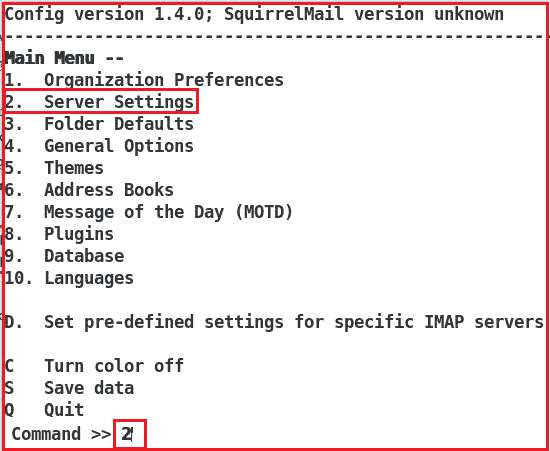 Config version 1.4.0; SquirrelMail version unknown
---------------------------------------------------------
Main Menu --
1.  Organization Preferences
2.  Server Settings
3.  Folder Defaults
4.  General Options
5.  Themes
6.  Address Books
7.  Message of the Day (MOTD)
8.  Plugins
9.  Database
10. Languages
D.  Set pre-defined settings for specific IMAP servers
C   Turn color off
S   Save data
Q   Quit
Command >> 2